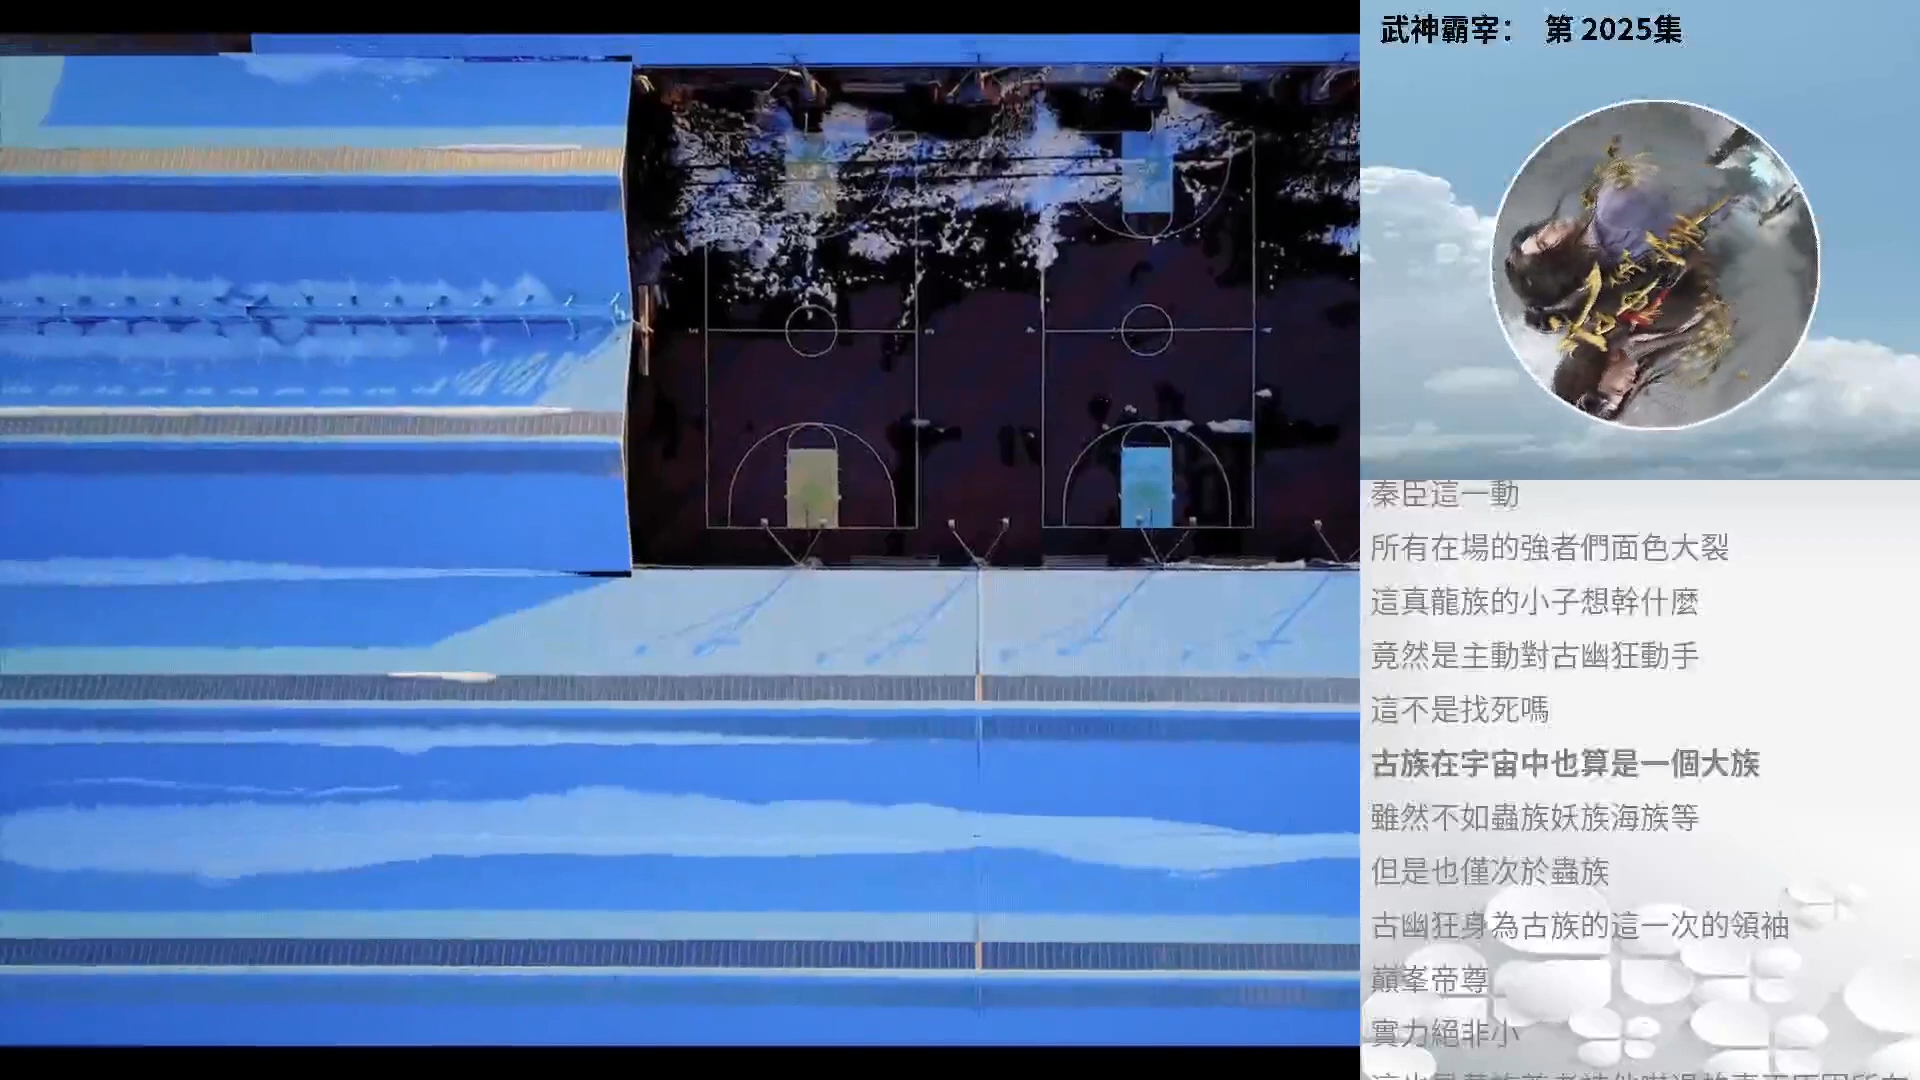 武神霸宰： 第 2025集
秦臣這一動
所有在場的強者們面色大裂
這真龍族的小子想幹什麼
竟然是主動對古幽狂動手
這不是找死嗎
古族在宇宙中也算是一個大族
雖然不如蟲族妖族海族等
但是也僅次於蟲族
古幽狂身為古族的這一次的領袖
巔峯帝尊
實力絕非小